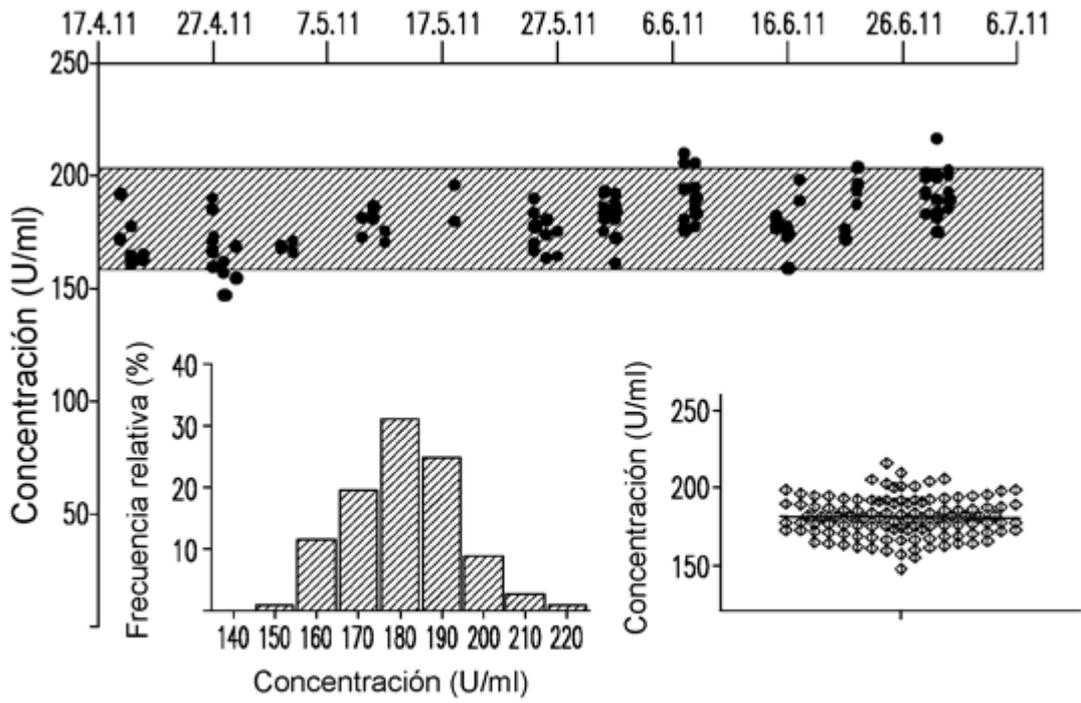 17.4.11 27.4.11 7.5.11 17.5.11 27.5.11 6.6.11 16.6.11 26.6.11 6.7.11
Concentración (U/ml)
250
200
150
100
50
Frecuencia relativa (%)
40
30
20
10
140 150 160 170 180 190 200 210 220
Concentración (U/ml)
Concentración (U/ml)
250
200
150